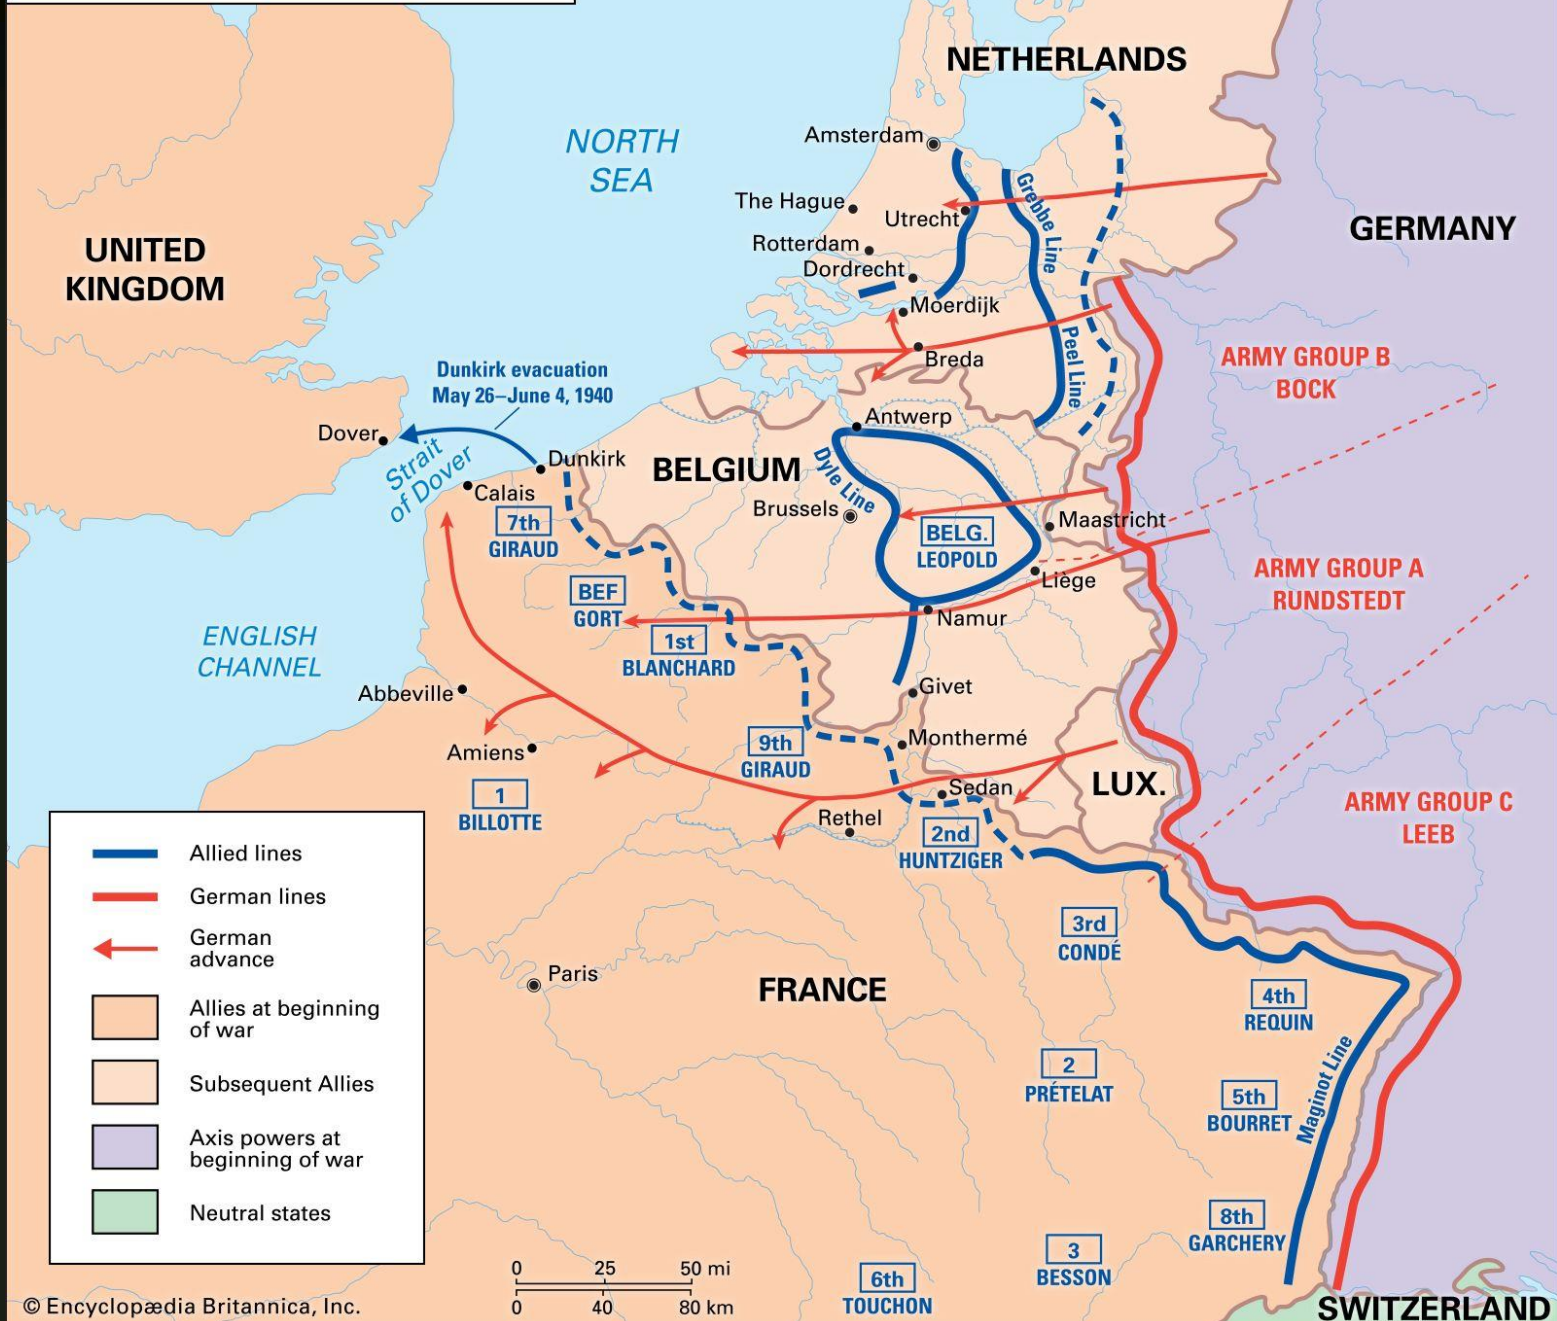 NETHERLANDS
NORTH
SEA
Amsterdam
The Hague
Utrecht
Grebbe Line
Rotterdam
Dordrecht
Moerdijk
Breda
Peel Line
GERMANY
UNITED
KINGDOM
ARMY GROUP B
BOCK
Dunkirk evacuation
May 26–June 4, 1940
Dover
Strait
of Dover
Dunkirk
Calais
7th
GIRAUD
BELGIUM
Antwerp
Dyle Line
Brussels
BELG.
LEOPOLD
Maastricht
Liège
Namur
ARMY GROUP A
RUNDSTEDT
BEF
GORT
1st
BLANCHARD
ENGLISH
CHANNEL
Abbeville
Givet
Monthermé
Amiens
9th
GIRAUD
1
BILLOTTE
Sedan
Rethel
2nd
HUNTZIGER
LUX.
ARMY GROUP C
LEEB
3rd
CONDÉ
Paris
FRANCE
4th
REQUIN
2
PRÉTELAT
5th
BOURRET
Maginot Line
8th
GARCHERY
3
BESSON
6th
TOUCHON
SWITZERLAND
Allied lines
German lines
German
advance
Allies at beginning
of war
Subsequent Allies
Axis powers at
beginning of war
Neutral states
0 25 50 mi
0 40 80 km
© Encyclopædia Britannica, Inc.